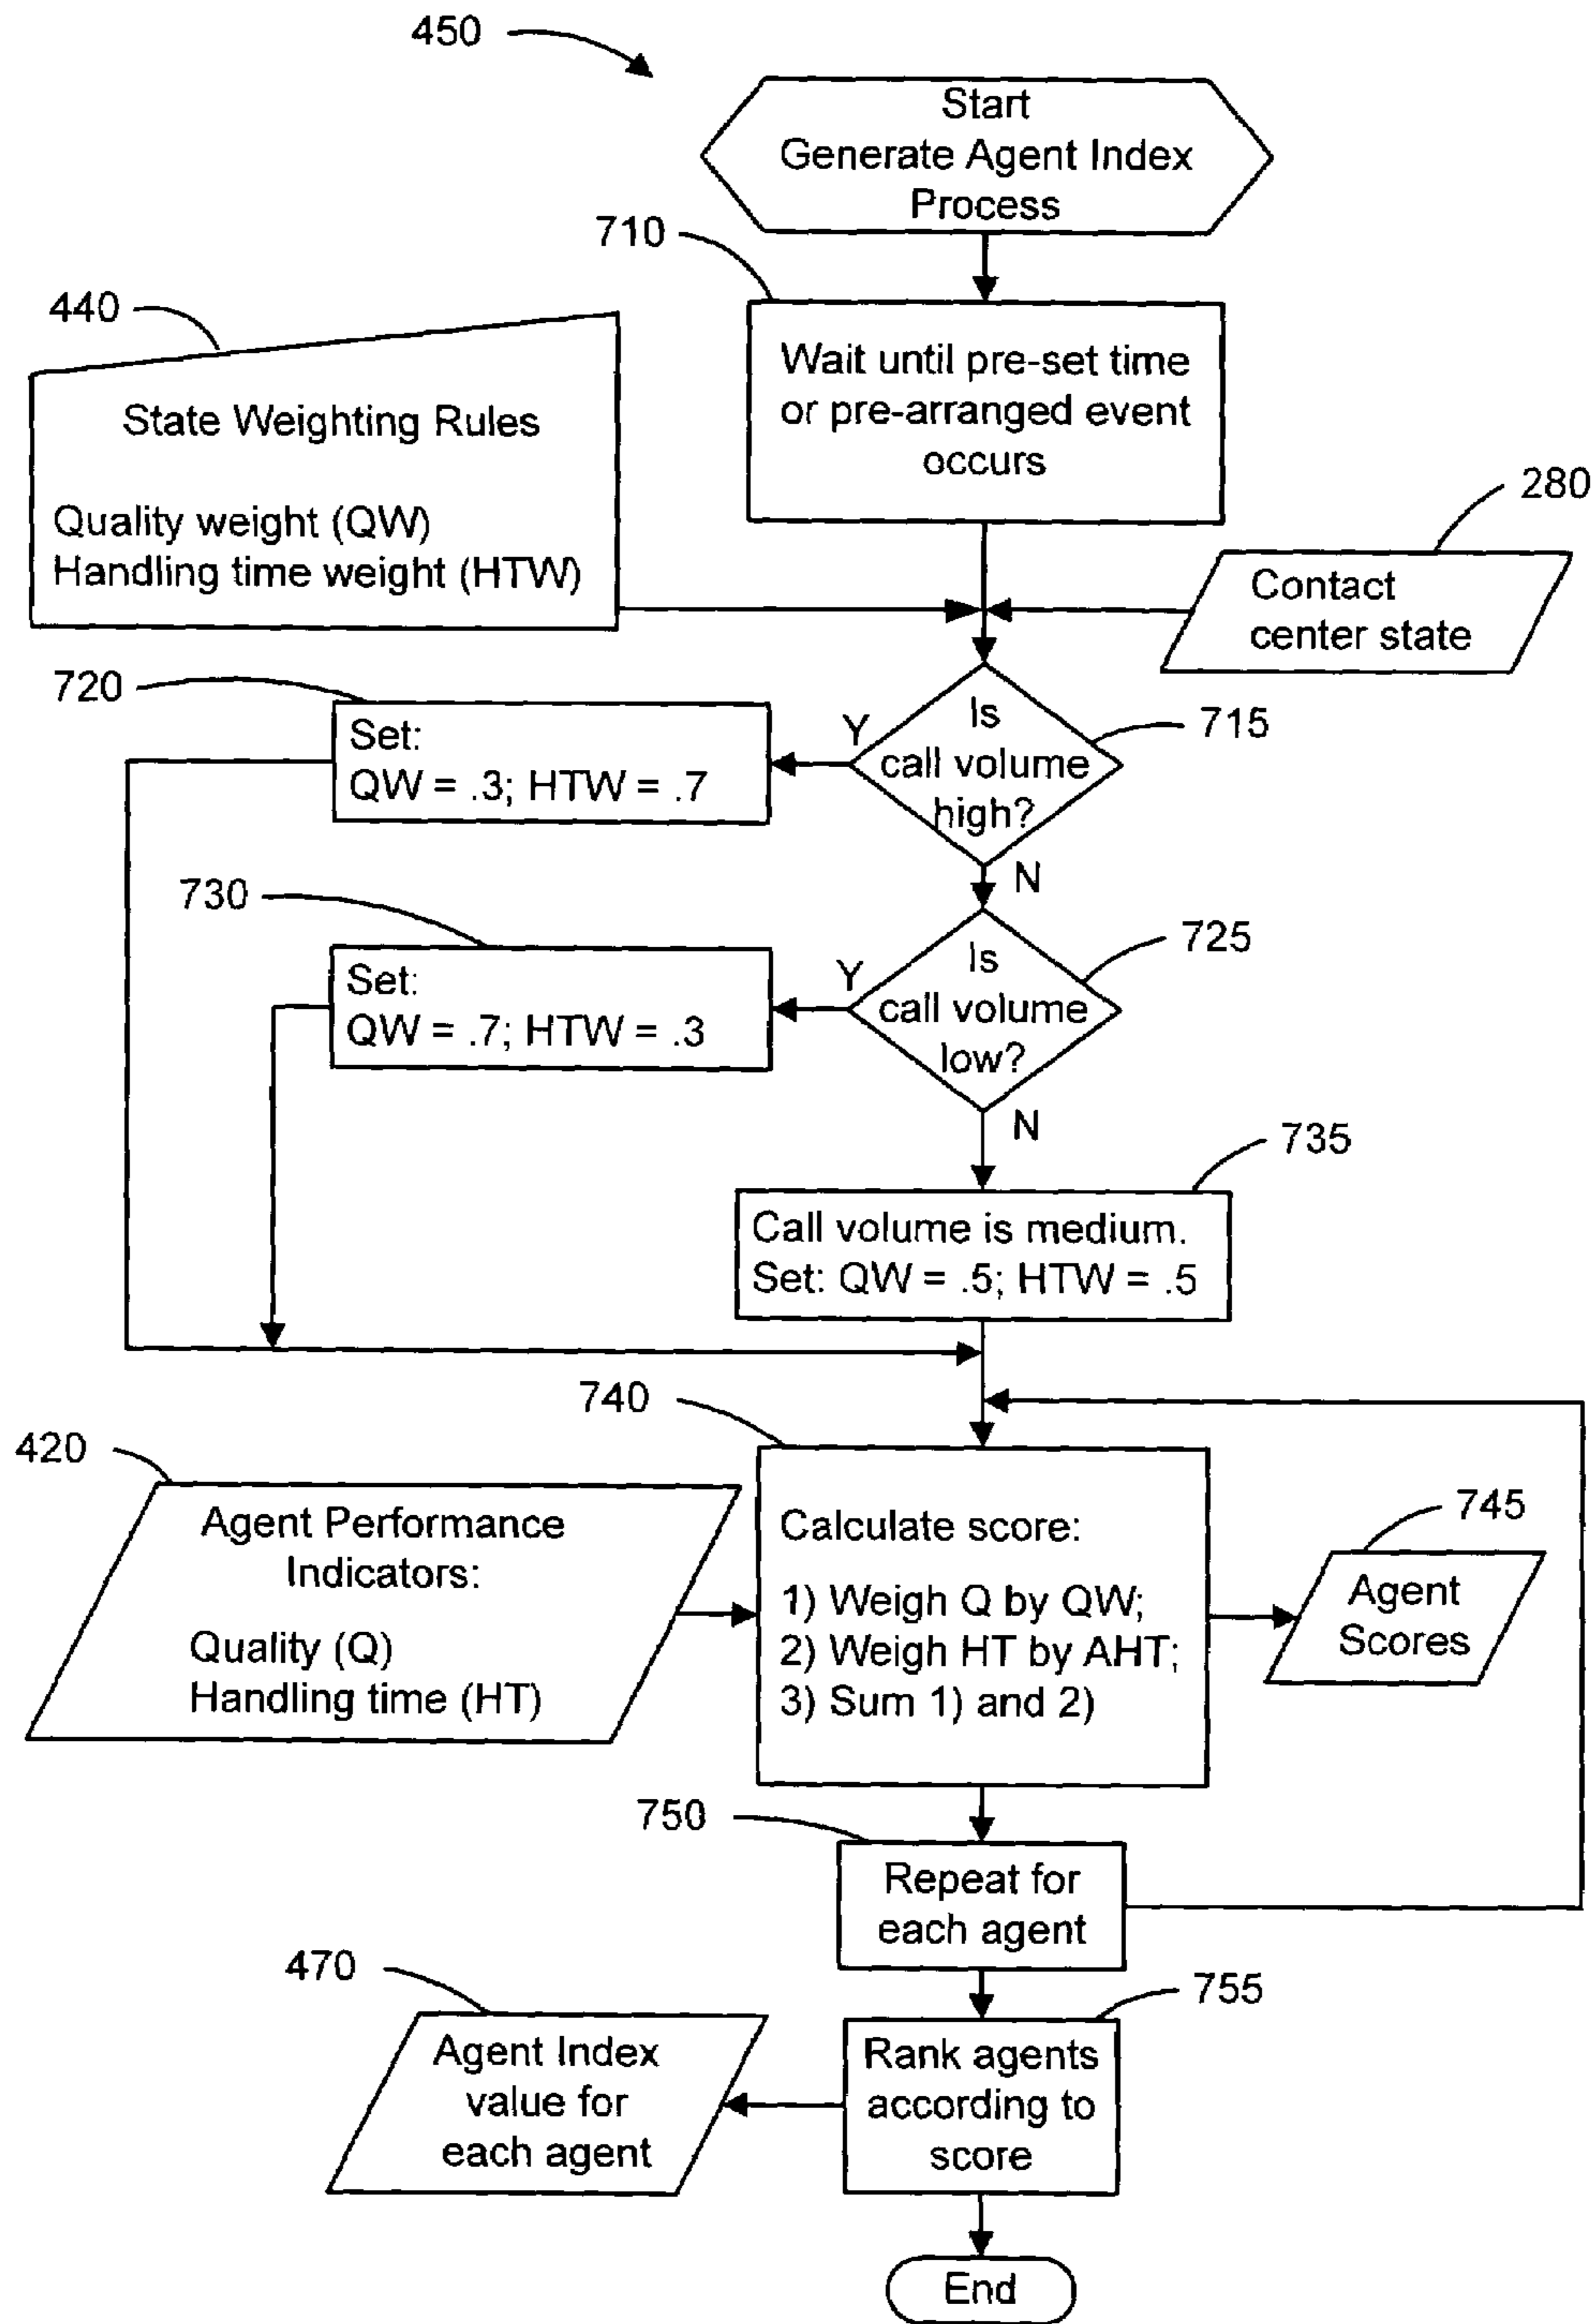 450
Start
Generate Agent Index
Process
710
Wait until pre-set time
or pre-arranged event
occurs
440
State Weighting Rules
Quality weight (QW)
Handling time weight (HTW)
280
Contact
center state
720
Set:
QW = .3; HTW = .7
Y
Is
call volume
high?
715
N
730
Set:
QW = .7; HTW = .3
Y
Is
call volume
low?
725
N
735
Call volume is medium.
Set: QW = .5; HTW = .5
740
420
Agent Performance
Indicators:
Quality (Q)
Handling time (HT)
Calculate score:
1) Weigh Q by QW;
2) Weigh HT by AHT;
3) Sum 1) and 2)
745
Agent
Scores
750
Repeat for
each agent
470
Agent Index
value for
each agent
755
Rank agents
according to
score
End